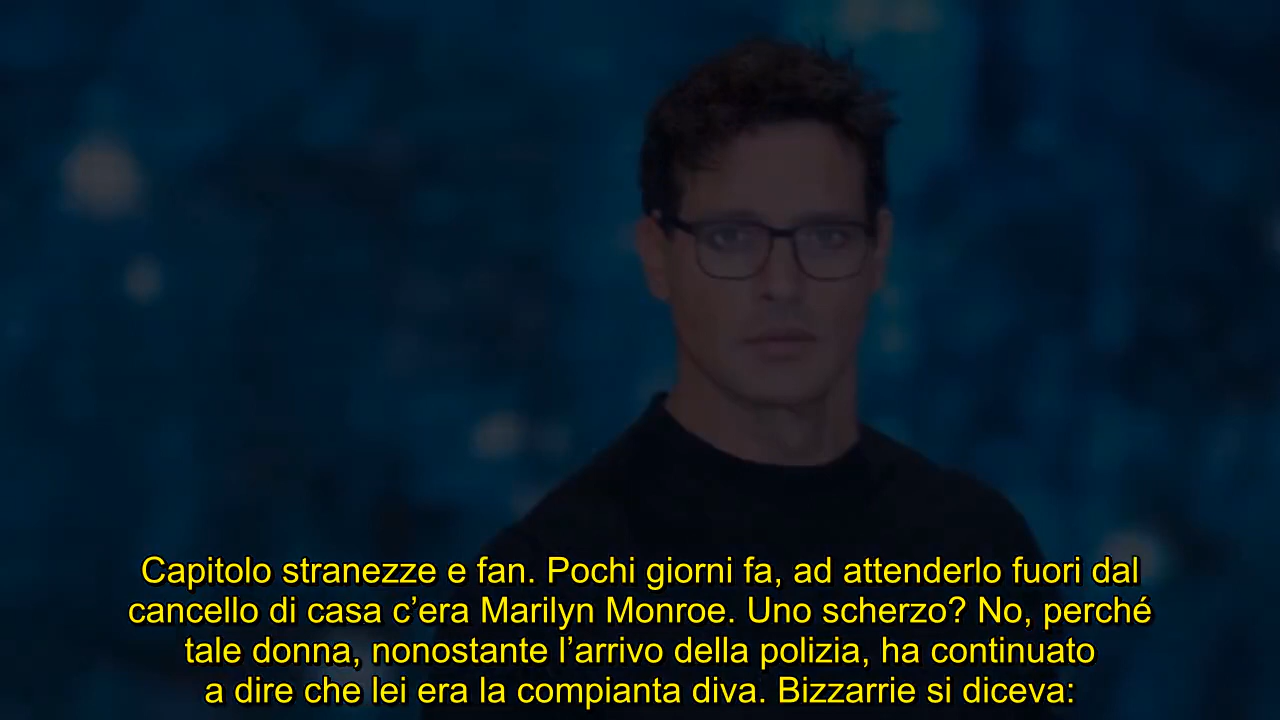 Capitolo stranezze e fan. Pochi giorni fa, ad attenderlo fuori dal
cancello di casa c’era Marilyn Monroe. Uno scherzo? No, perché
tale donna, nonostante l’arrivo della polizia, ha continuato
a dire che lei era la compianta diva. Bizzarrie si diceva: